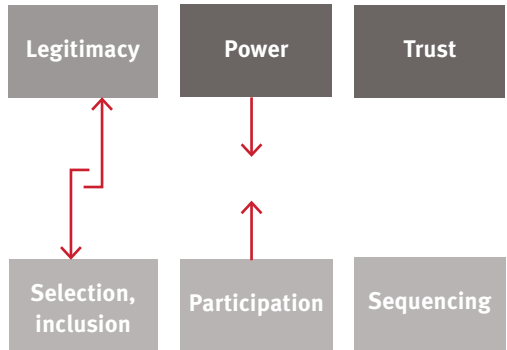 Legitimacy
Power
Trust
Selection,
inclusion
Participation
Sequencing